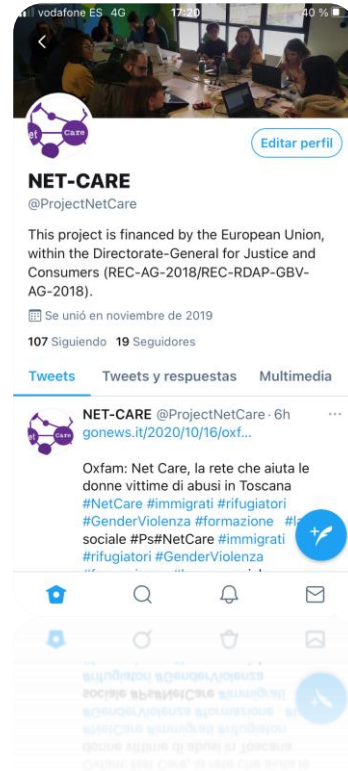 vodafone ES 4G 17:20 40 %
et Care
Editar perfil
NET-CARE
@ProjectNetCare
This project is financed by the European Union,
within the Directorate-General for Justice and
Consumers (REC-AG-2018/REC-RDAP-GBV-
AG-2018).
Se unió en noviembre de 2019
107 Siguiendo 19 Seguidores
Tweets Tweets y respuestas Multimedia
NET-CARE @ProjectNetCare · 6h
et Care
gonews.it/2020/10/16/oxf...
Oxfam: Net Care, la rete che aiuta le
donne vittime di abusi in Toscana
#NetCare #immigrati #rifugiatori
#GenderViolenza #formazione
sociale #Ps#NetCare #immigrati
#rifugiatori #GenderViolenza